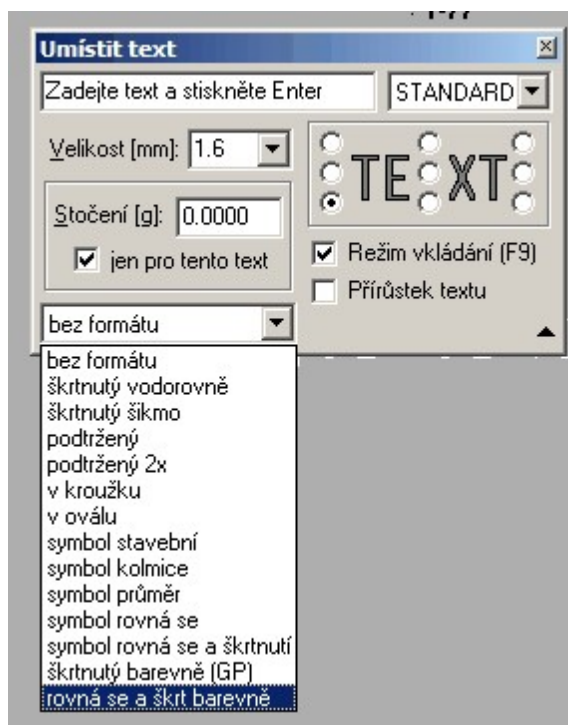 Umístit text
Zadejte text a stiskněte Enter STANDARD
Velikost [mm]: 1.6
TEXT
Stočení [g]: 0.0000
jen pro tento text
Režim vkládání (F9)
Přírůstek textu
bez formátu
bez formátu
škrtnutý vodorovně
škrtnutý šikmo
podtržený
podtržený 2x
v kroužku
v oválu
symbol stavební
symbol kolmice
symbol průměr
symbol rovná se
symbol rovná se a škrtnutí
škrtnutý barevně (GP)
rovná se a škrt barevně